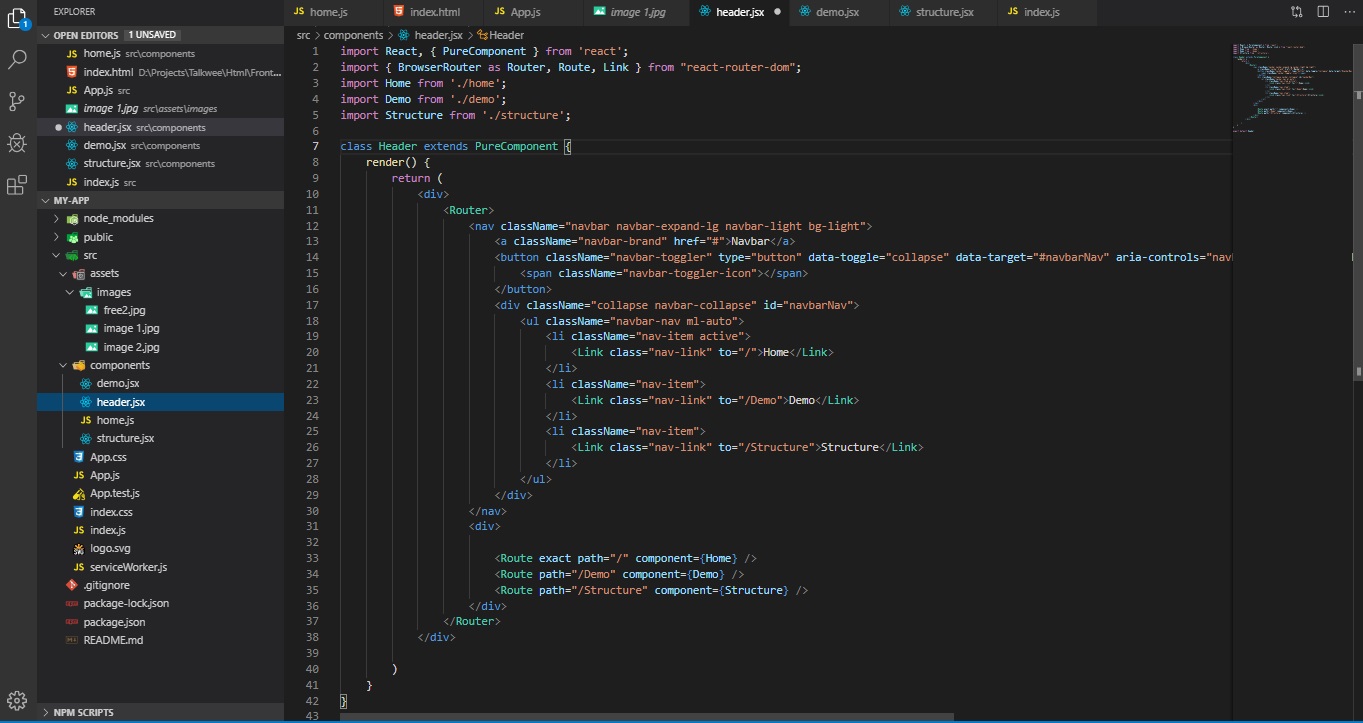 EXPLORER
OPEN EDITORS 1 UNSAVED
JS home.js src\components
index.html D:\Projects\Talkwee\Html\Front...
JS App.js src
image 1.jpg src\assets\images
header.jsx src\components
demo.jsx src\components
structure.jsx src\components
JS index.js src
MY-APP
node_modules
public
src
assets
images
free2.jpg
image 1.jpg
image 2.jpg
components
demo.jsx
header.jsx
JS home.js
structure.jsx
App.css
JS App.js
App.test.js
index.css
JS index.js
logo.svg
JS serviceWorker.js
.gitignore
package-lock.json
package.json
README.md
NPM SCRIPTS
1
JS home.js index.html JS App.js image 1.jpg header.jsx demo.jsx structure.jsx JS index.js
src > components > header.jsx > Header
1 import React, { PureComponent } from 'react';
2 import { BrowserRouter as Router, Route, Link } from "react-router-dom";
3 import Home from './home';
4 import Demo from './demo';
5 import Structure from './structure';
6
7 class Header extends PureComponent {
8 render() {
9 return (
10 <div>
11 <Router>
12 <nav className="navbar navbar-expand-lg navbar-light bg-light">
13 <a className="navbar-brand" href="#">Navbar</a>
14 <button className="navbar-toggler" type="button" data-toggle="collapse" data-target="#navbarNav" aria-controls="nav
15 <span className="navbar-toggler-icon"></span>
16 </button>
17 <div className="collapse navbar-collapse" id="navbarNav">
18 <ul className="navbar-nav ml-auto">
19 <li className="nav-item active">
20 <Link class="nav-link" to="/">Home</Link>
21 </li>
22 <li className="nav-item">
23 <Link class="nav-link" to="/Demo">Demo</Link>
24 </li>
25 <li className="nav-item">
26 <Link class="nav-link" to="/Structure">Structure</Link>
27 </li>
28 </ul>
29 </div>
30 </nav>
31 <div>
32
33 <Route exact path="/" component={Home} />
34 <Route path="/Demo" component={Demo} />
35 <Route path="/Structure" component={Structure} />
36 </div>
37 </Router>
38 </div>
39
40 )
41 }
42 }
43